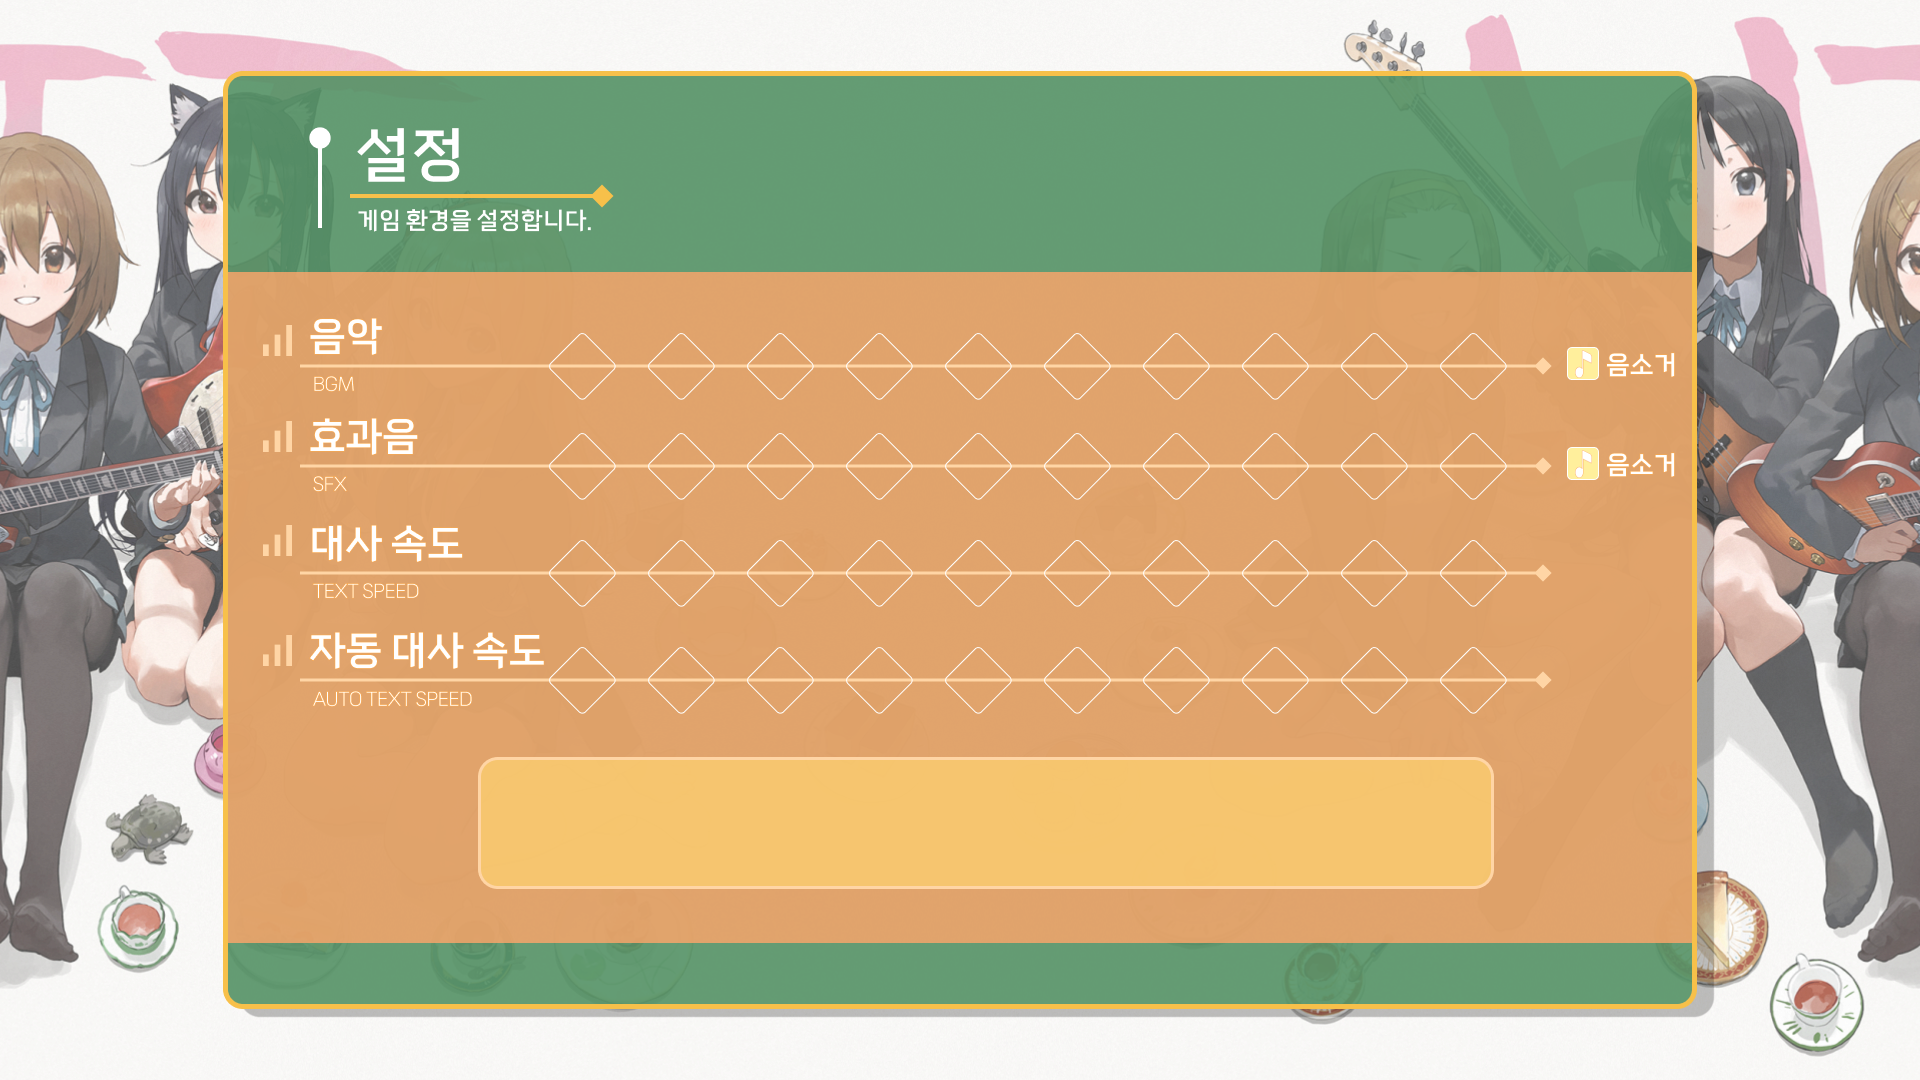 설정
게임 환경을 설정합니다.
음악
BGM
음소거
효과음
SFX
음소거
대사 속도
TEXT SPEED
자동 대사 속도
AUTO TEXT SPEED